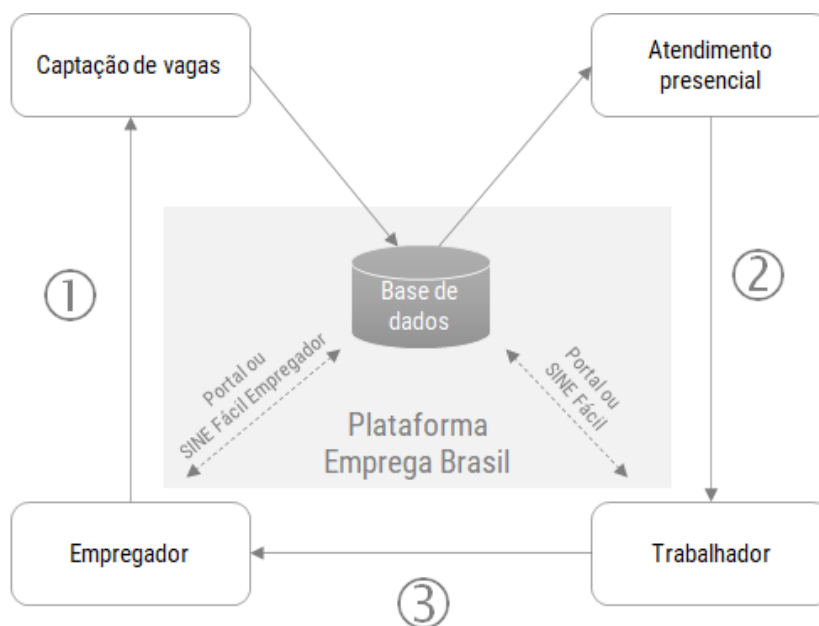 Captação de vagas
Atendimento
presencial
1
2
Base de
dados
Portal ou
SINE Fácil Empregador
Portal ou
SINE Fácil
Plataforma
Emprega Brasil
Empregador
Trabalhador
3